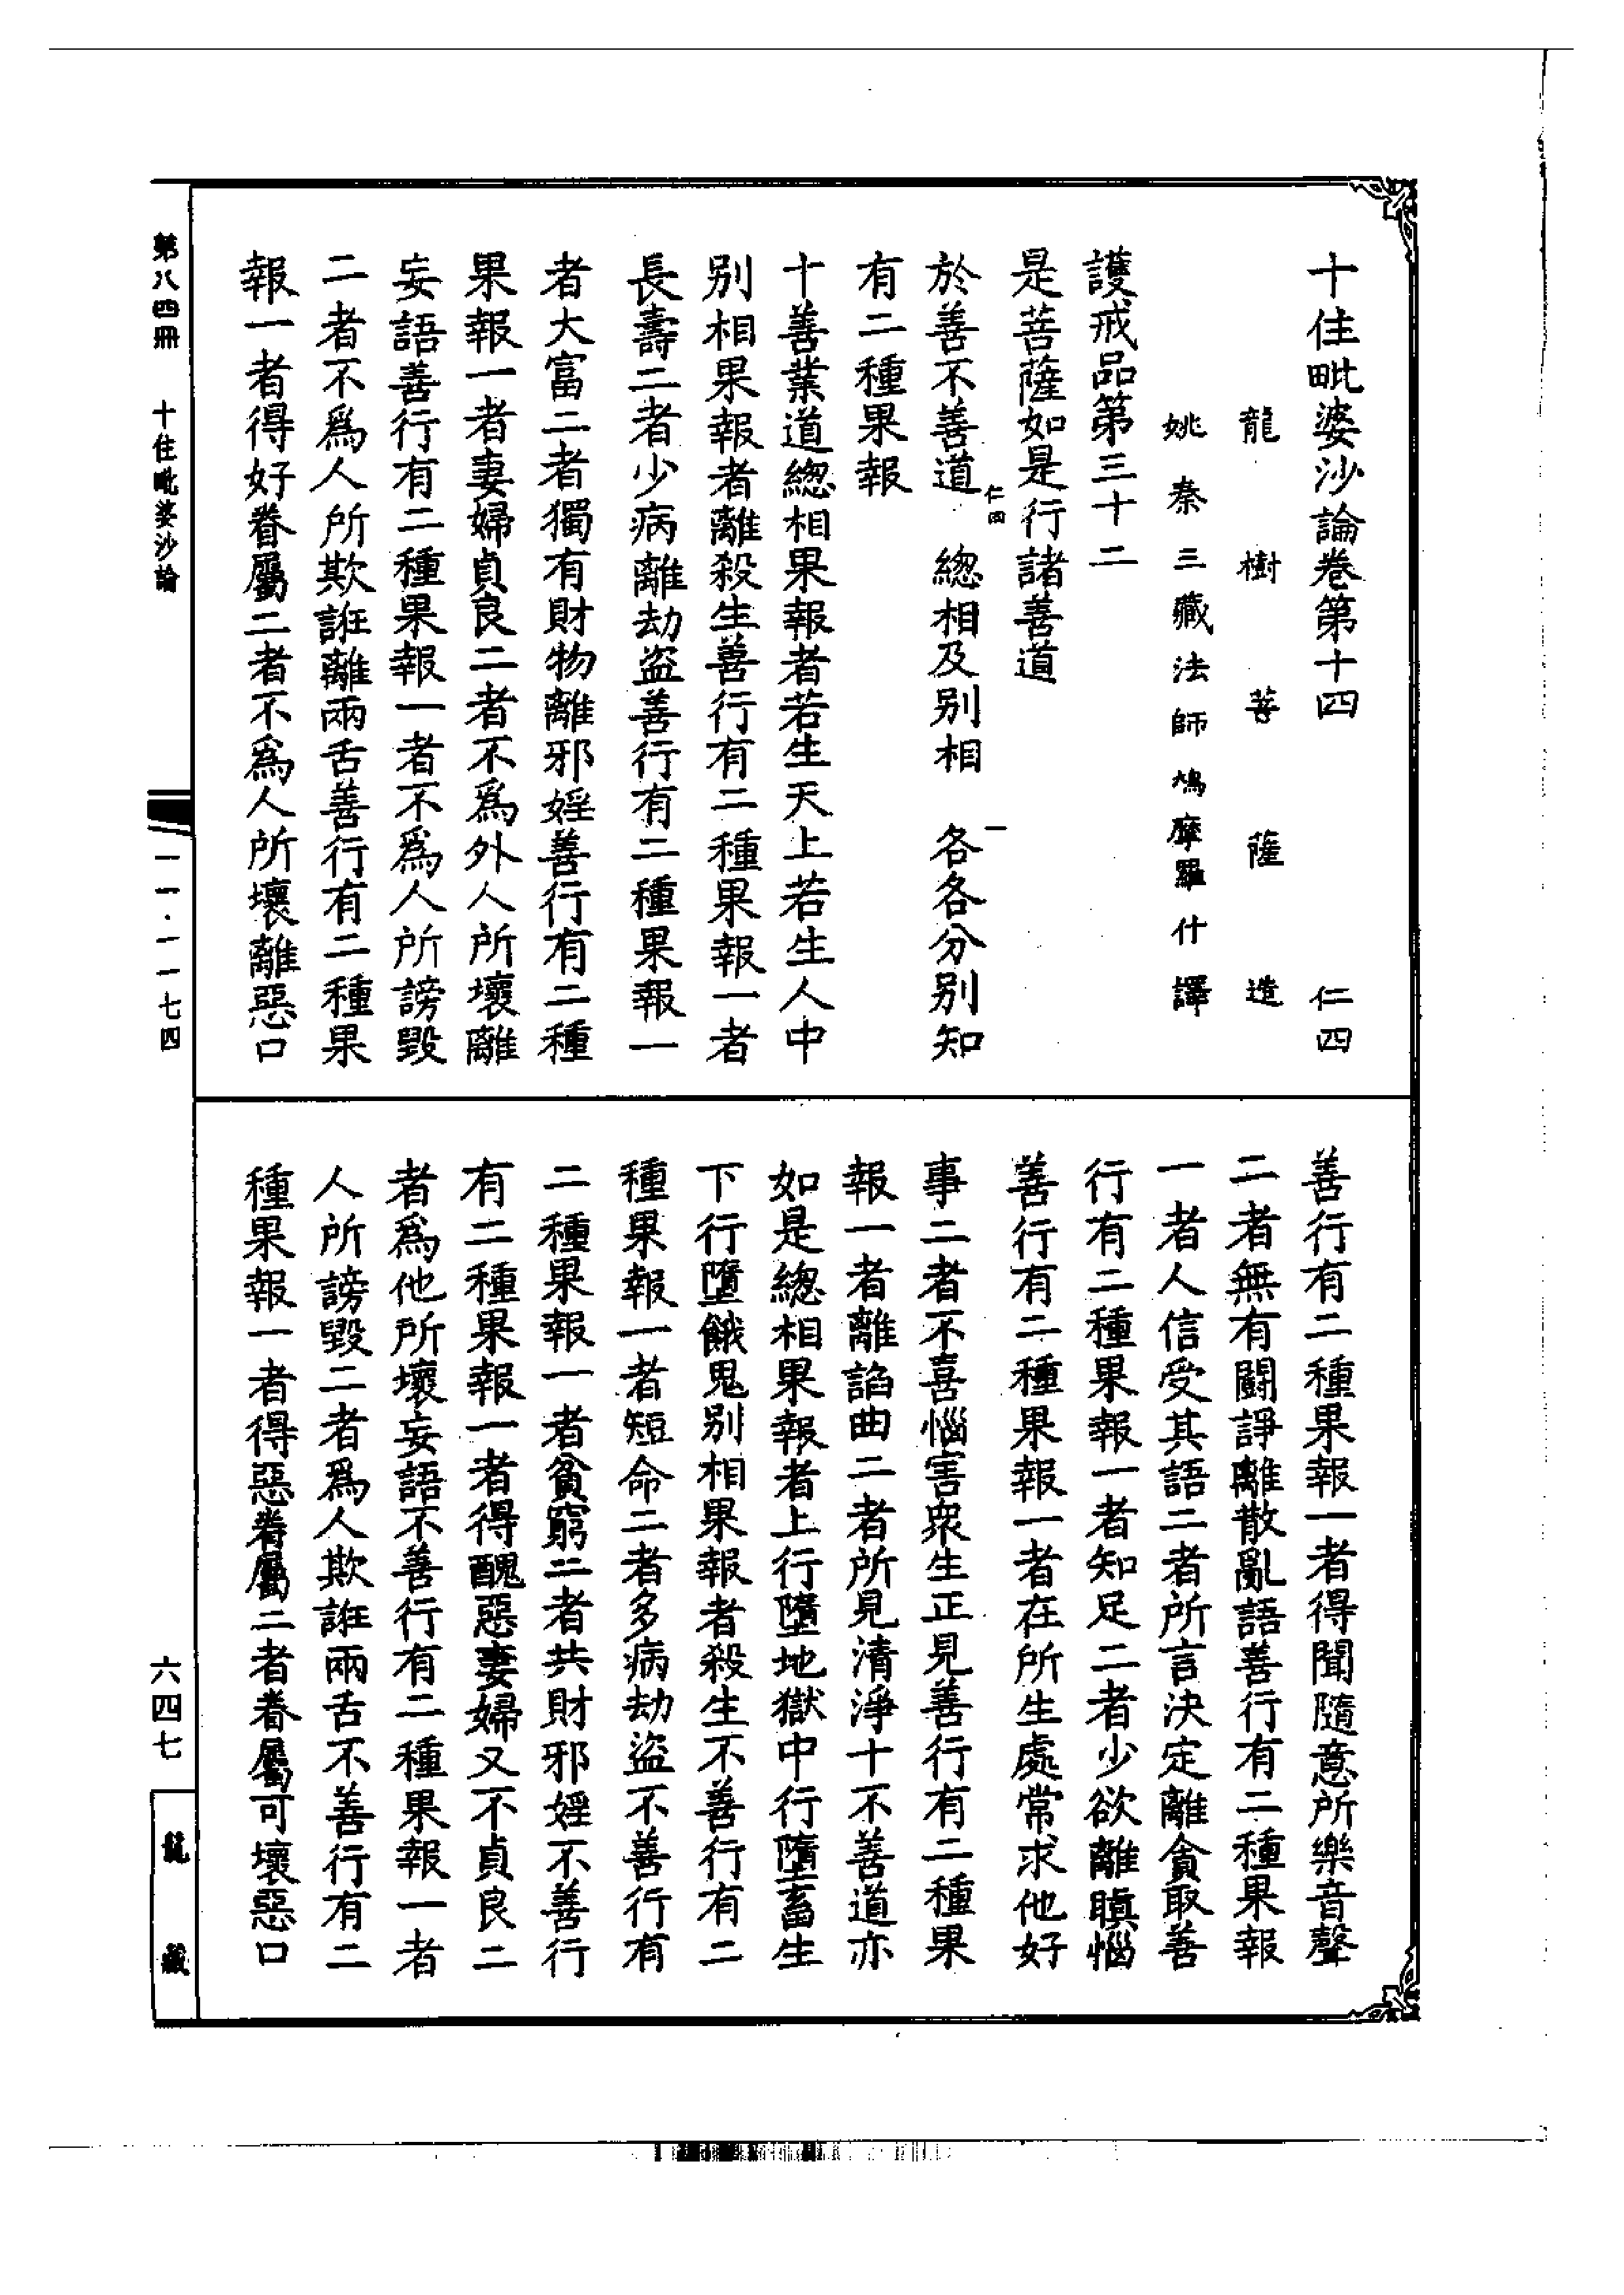 十住毗婆沙論卷第十四　仁四
龍樹菩薩造
姚秦三藏法師鳩摩羅什譯
護戒品第三十二
是菩薩如是行諸善道
仁四　一
於善不善道　總相及別相　各各分別知
有二種果報
十善業道總相果報者若生天上若生人中
別相果報者離殺生善行有二種果報一者
長壽二者少病離劫盜善行有二種果報一
者大富二者獨有財物離邪婬善行有二種
果報一者妻婦貞良二者不爲外人所壞離
妄語善行有二種果報一者不爲人所謗毀
二者不爲人所欺誑離兩舌善行有二種果
報一者得好眷屬二者不爲人所壞離惡口
善行有二種果報一者得聞隨意所樂音聲
二者無有鬪諍離散亂語善行有二種果報
一者人信受其語二者所言決定離貪取善
行有二種果報一者知足二者少欲離瞋惱
善行有二種果報一者在所生處常求他好
事二者不喜惱害衆生正見善行有二種果
報一者離諂曲二者所見清淨十不善道亦
如是總相果報者上行墮地獄中行墮畜生
下行墮餓鬼別相果報者殺生不善行有二
種果報一者短命二者多病劫盜不善行有
二種果報一者貧窮二者共財邪婬不善行
有二種果報一者得醜惡妻婦又不貞良二
者爲他所壞妄語不善行有二種果報一者
人所謗毀二者爲人欺誑兩舌不善行有二
種果報一者得惡眷屬二者眷屬可壞惡口
第八四冊　十住毗婆沙論
一一·一一七四
六四七
龍藏